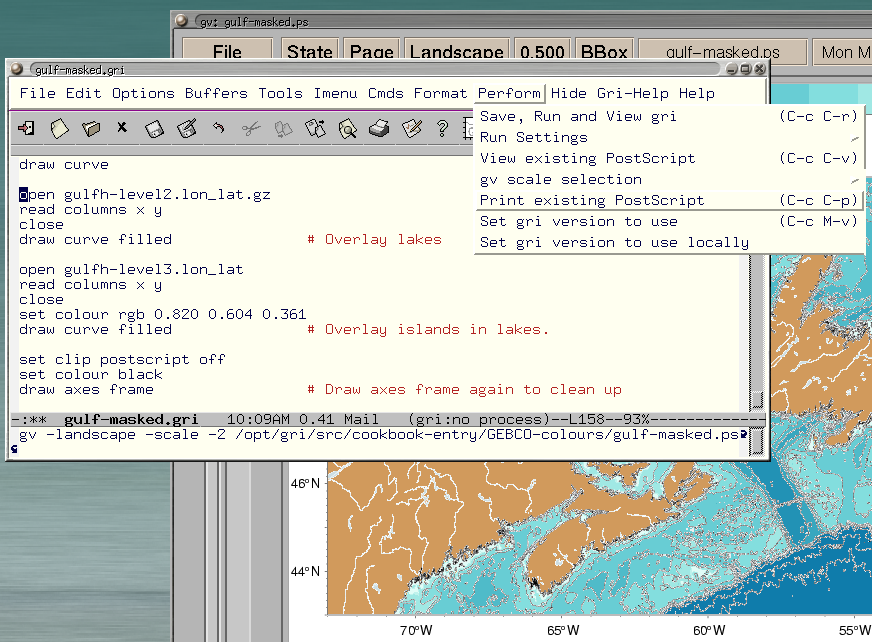 gv: gulf-masked.ps
File State Page Landscape 0.500 BBox gulf-masked.ps Mon M
gulf-masked.gri
File Edit Options Buffers Tools Imenu Cmds Format Perform Hide Gri-Help Help
Save, Run and View gri (C-c C-r)
Run Settings
View existing PostScript (C-c C-v)
gv scale selection
Print existing PostScript (C-c C-p)
Set gri version to use (C-c M-v)
Set gri version to use locally
draw curve
open gulfh-level2.lon_lat.gz
read columns x y
close
draw curve filled # Overlay lakes
open gulfh-level3.lon_lat
read columns x y
close
set colour rgb 0.820 0.604 0.361
draw curve filled # Overlay islands in lakes.
set clip postscript off
set colour black
draw axes frame # Draw axes frame again to clean up
-:** gulf-masked.gri 10:09AM 0.41 Mail (gri:no process)--L158--93%-------------
gv -landscape -scale -2 /opt/gri/src/cookbook-entry/GEBCO-colours/gulf-masked.ps
46°N
44°N
70°W 65°W 60°W 55°W